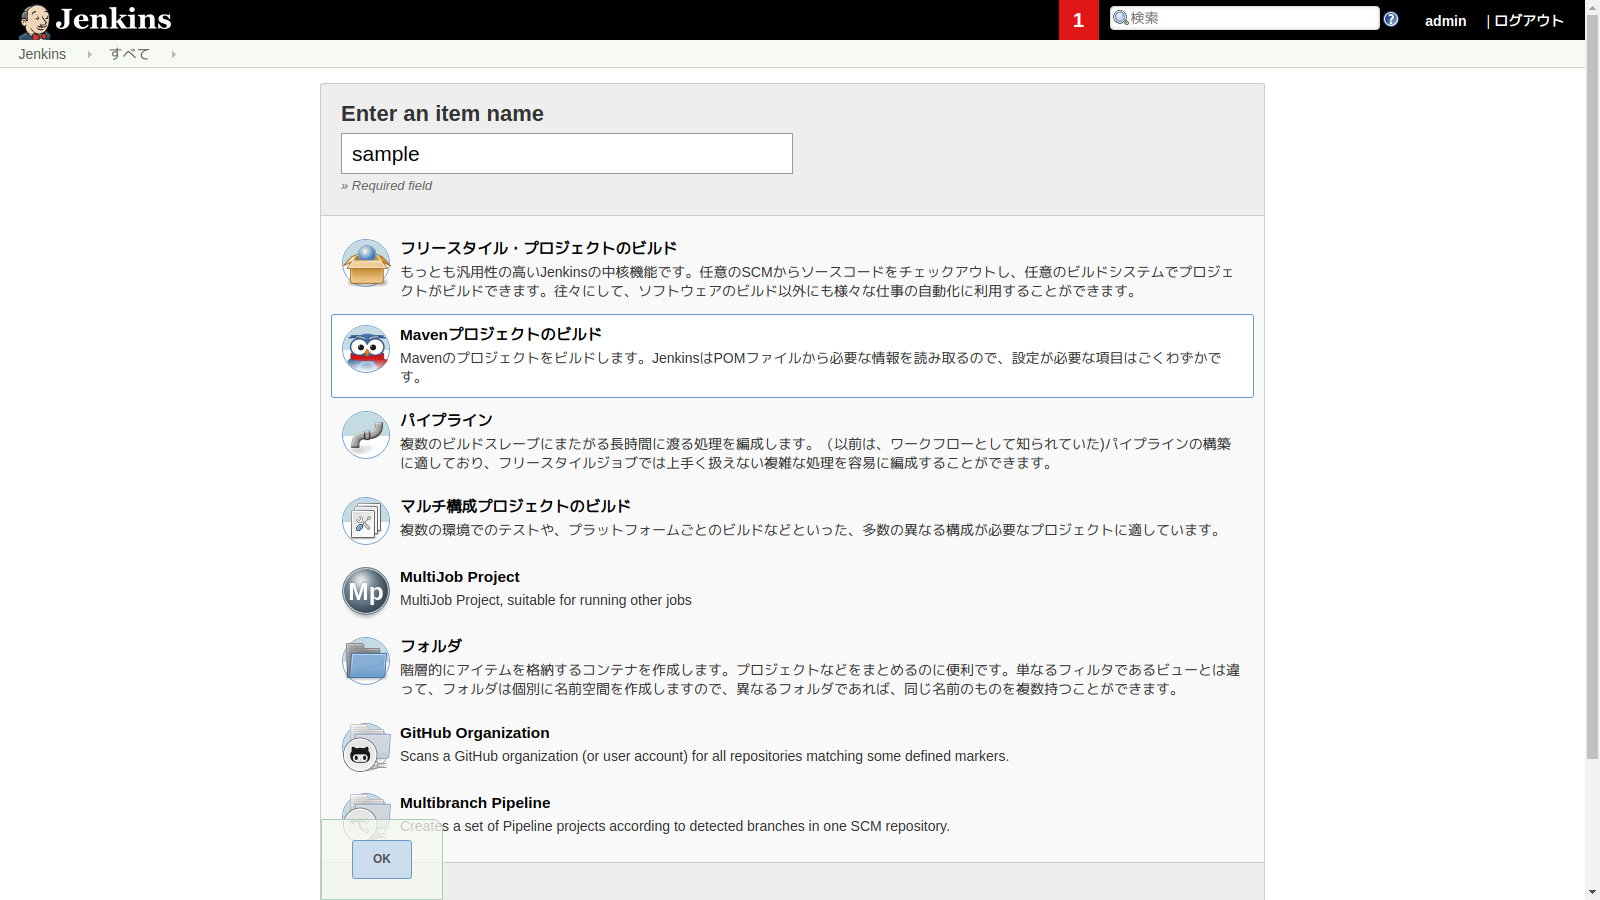 Jenkins
1
検索
?
admin
| ログアウト
Jenkins
すべて
Enter an item name
sample
» Required field
フリースタイル・プロジェクトのビルド
もっとも汎用性の高いJenkinsの中核機能です。任意のSCMからソースコードをチェックアウトし、任意のビルドシステムでプロジェ
クトがビルドできます。往々にして、ソフトウェアのビルド以外にも様々な仕事の自動化に利用することができます。
Mavenプロジェクトのビルド
Mavenのプロジェクトをビルドします。JenkinsはPOMファイルから必要な情報を読み取るので、設定が必要な項目はごくわずかで
す。
パイプライン
複数のビルドスレーブにまたがる長時間に渡る処理を編成します。（以前は、ワークフローとして知られていた)パイプラインの構築
に適しており、フリースタイルジョブでは上手く扱えない複雑な処理を容易に編成することができます。
マルチ構成プロジェクトのビルド
複数の環境でのテストや、プラットフォームごとのビルドなどといった、多数の異なる構成が必要なプロジェクトに適しています。
Mp
MultiJob Project
MultiJob Project, suitable for running other jobs
フォルダ
階層的にアイテムを格納するコンテナを作成します。プロジェクトなどをまとめるのに便利です。単なるフィルタであるビューとは違
って、フォルダは個別に名前空間を作成しますので、異なるフォルダであれば、同じ名前のものを複数持つことができます。
GitHub Organization
Scans a GitHub organization (or user account) for all repositories matching some defined markers.
Multibranch Pipeline
Creates a set of Pipeline projects according to detected branches in one SCM repository.
OK